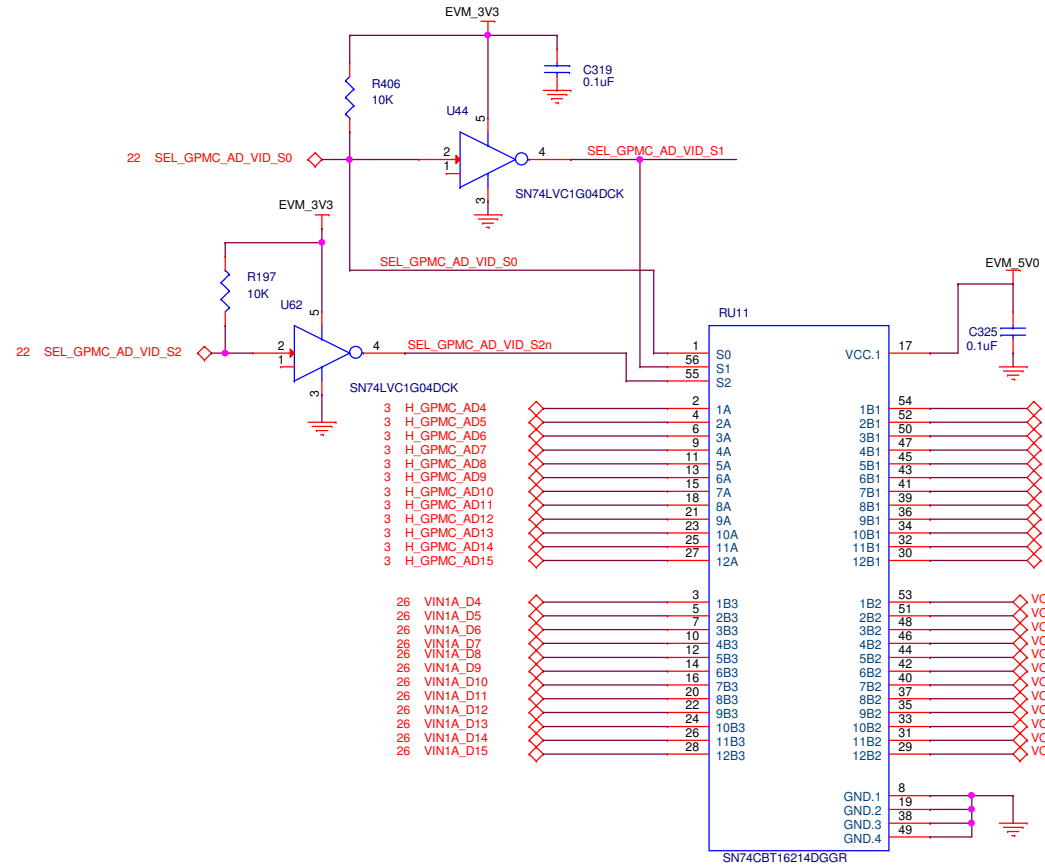 EVM_3V3
R406
10K
C319
0.1uF
U44
5
22 SEL_GPMC_AD_VID_S0
2
1
4
SEL_GPMC_AD_VID_S1
3
SN74LVC1G04DCK
EVM_3V3
SEL_GPMC_AD_VID_S0
R197
10K
U62
5
22 SEL_GPMC_AD_VID_S2
2
1
4
SEL_GPMC_AD_VID_S2n
3
SN74LVC1G04DCK
EVM_5V0
C325
0.1uF
RU11
1 S0 VCC.1 17
56 S1
55 S2
3 H_GPMC_AD4 2 1A 1B1 54
3 H_GPMC_AD5 4 2A 2B1 52
3 H_GPMC_AD6 6 3A 3B1 50
3 H_GPMC_AD7 9 4A 4B1 47
3 H_GPMC_AD8 11 5A 5B1 45
3 H_GPMC_AD9 13 6A 6B1 43
3 H_GPMC_AD10 15 7A 7B1 41
3 H_GPMC_AD11 18 8A 8B1 39
3 H_GPMC_AD12 21 9A 9B1 36
3 H_GPMC_AD13 23 10A 10B1 34
3 H_GPMC_AD14 25 11A 11B1 32
3 H_GPMC_AD15 27 12A 12B1 30
26 VIN1A_D4 3 1B3 1B2 53
26 VIN1A_D5 5 2B3 2B2 51
26 VIN1A_D6 7 3B3 3B2 48
26 VIN1A_D7 10 4B3 4B2 46
26 VIN1A_D8 12 5B3 5B2 44
26 VIN1A_D9 14 6B3 6B2 42
26 VIN1A_D10 16 7B3 7B2 40
26 VIN1A_D11 20 8B3 8B2 37
26 VIN1A_D12 22 9B3 9B2 35
26 VIN1A_D13 24 10B3 10B2 33
26 VIN1A_D14 26 11B3 11B2 31
26 VIN1A_D15 28 12B3 12B2 29
GND.1 8
GND.2 19
GND.3 38
GND.4 49
SN74CBT16214DGGR